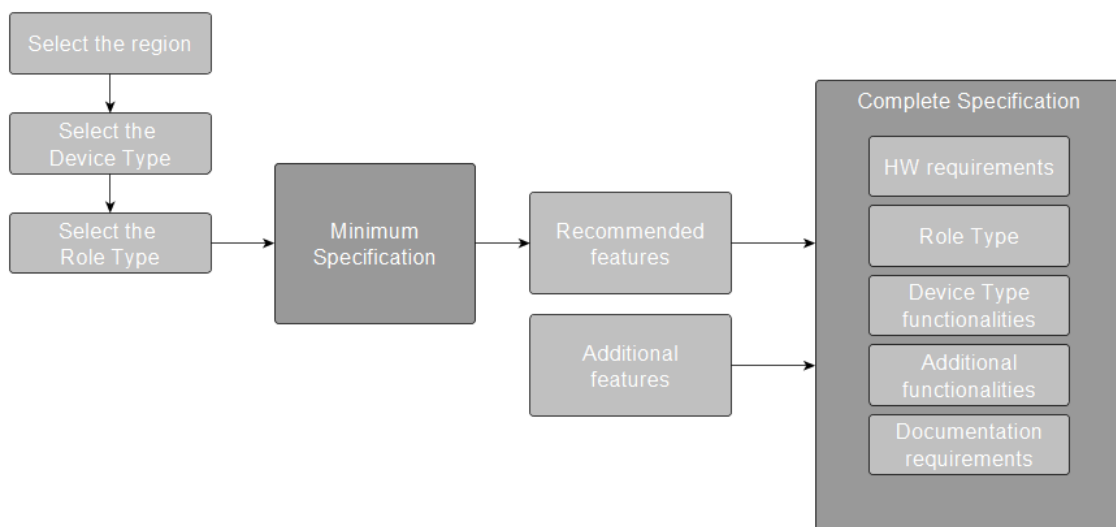 Select the region
Select the
Device Type
Select the
Role Type
Minimum
Specification
Recommended
features
Additional
features
Complete Specification
HW requirements
Role Type
Device Type
functionalities
Additional
functionalities
Documentation
requirements